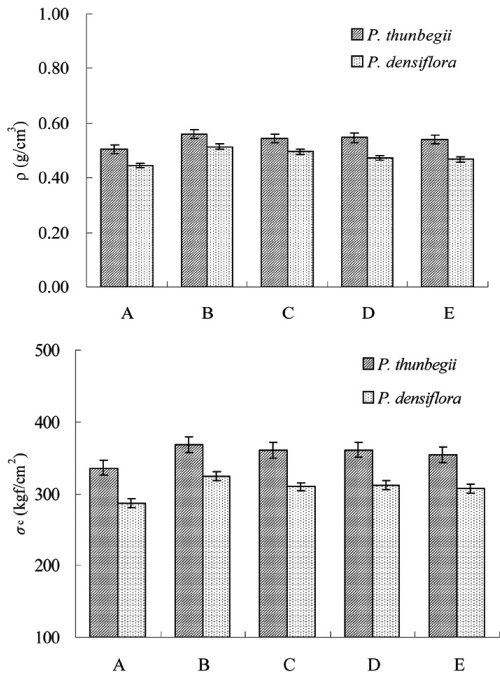 1.00
P. thunbegii
P. densiflora
0.80
0.60
ρ (g/cm³)
0.40
0.20
0.00
A B C D E
500
P. thunbegii
P. densiflora
400
σc (kgf/cm²)
300
200
100
A B C D E